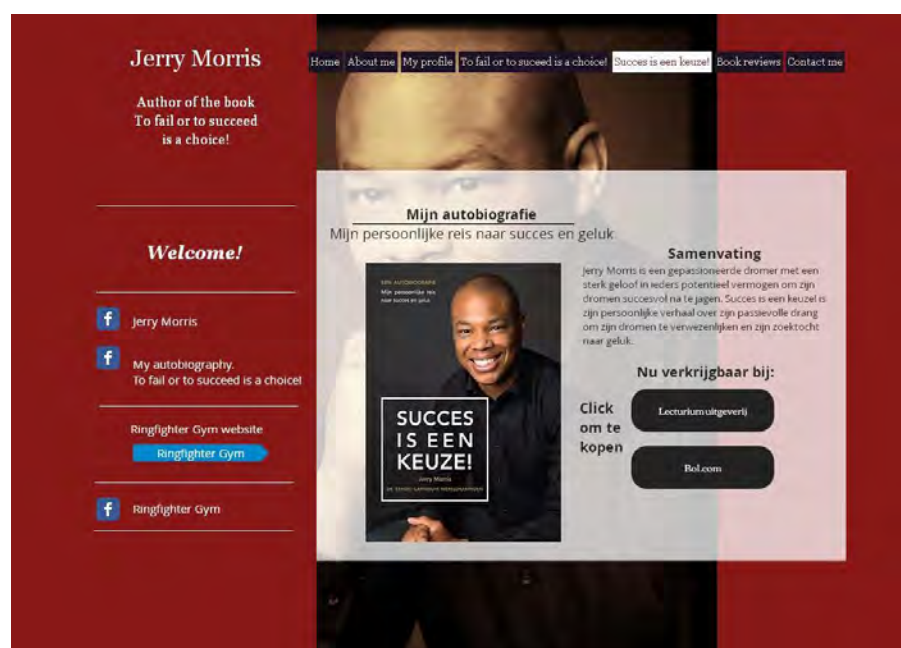 Jerry Morris
Author of the book
To fail or to succeed
is a choice!
Home About me My profile To fail or to suceed is a choice! Succes is een keuze! Book reviews Contact me
Welcome!
Jerry Morris
My autobiography.
To fail or to succeed is a choice!
Ringfighter Gym website
Ringfighter Gym
Ringfighter Gym
Mijn autobiografie
Mijn persoonlijke reis naar succes en geluk.
EEN AUTOBIOGRAFIE
Mijn persoonlijke reis
naar succes en geluk
SUCCES
IS EEN
KEUZE!
Jerry Morris
Samenvating
Jerry Morris is een gepassioneerde dromer met een
sterk geloof in ieders potentieel vermogen om zijn
dromen succesvol na te jagen. Succes is een keuze! is
zijn persoonlijke verhaal over zijn passievolle drang
om zijn dromen te verwezenlijken en zijn zoektocht
naar geluk.
Nu verkrijgbaar bij:
Click
om te
kopen
Lecturium uitgeverij
Bol.com